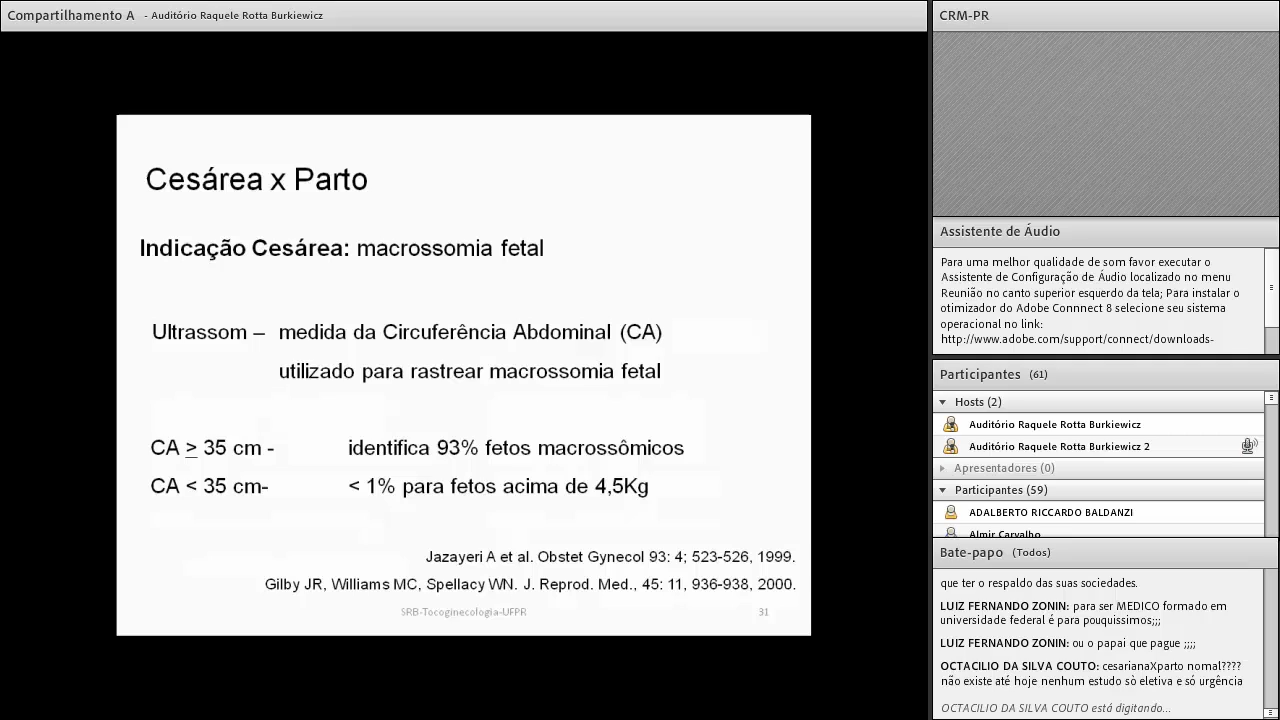 Compartilhamento A - Auditório Raquele Rotta Burkiewicz
Cesárea x Parto
Indicação Cesárea: macrossomia fetal
Ultrassom – medida da Circuferência Abdominal (CA)
utilizado para rastrear macrossomia fetal
CA ≥ 35 cm - identifica 93% fetos macrossômicos
CA < 35 cm- < 1% para fetos acima de 4,5Kg
Jazayeri A et al. Obstet Gynecol 93: 4; 523-526, 1999.
Gilby JR, Williams MC, Spellacy WN. J. Reprod. Med., 45: 11, 936-938, 2000.
SRB-Tocoginecologia-UFPR 31
CRM-PR
Assistente de Áudio
Para uma melhor qualidade de som favor executar o
Assistente de Configuração de Áudio localizado no menu
Reunião no canto superior esquerdo da tela; Para instalar o
otimizador do Adobe Connnect 8 selecione seu sistema
operacional no link:
http://www.adobe.com/support/connect/downloads-
Participantes (61)
Hosts (2)
Auditório Raquele Rotta Burkiewicz
Auditório Raquele Rotta Burkiewicz 2
Apresentadores (0)
Participantes (59)
ADALBERTO RICCARDO BALDANZI
Almir Carvalho
Bate-papo (Todos)
que ter o respaldo das suas sociedades.
LUIZ FERNANDO ZONIN: para ser MEDICIo formado em
universidade federal é para pouquissimos;;;
LUIZ FERNANDO ZONIN: ou o papai que pague ;;;;
OCTACILIO DA SILVA COUTO: cesarianaXparto nomal????
não existe até hoje nenhum estudo sò eletiva e só urgência
OCTACILIO DA SILVA COUTO está digitando...